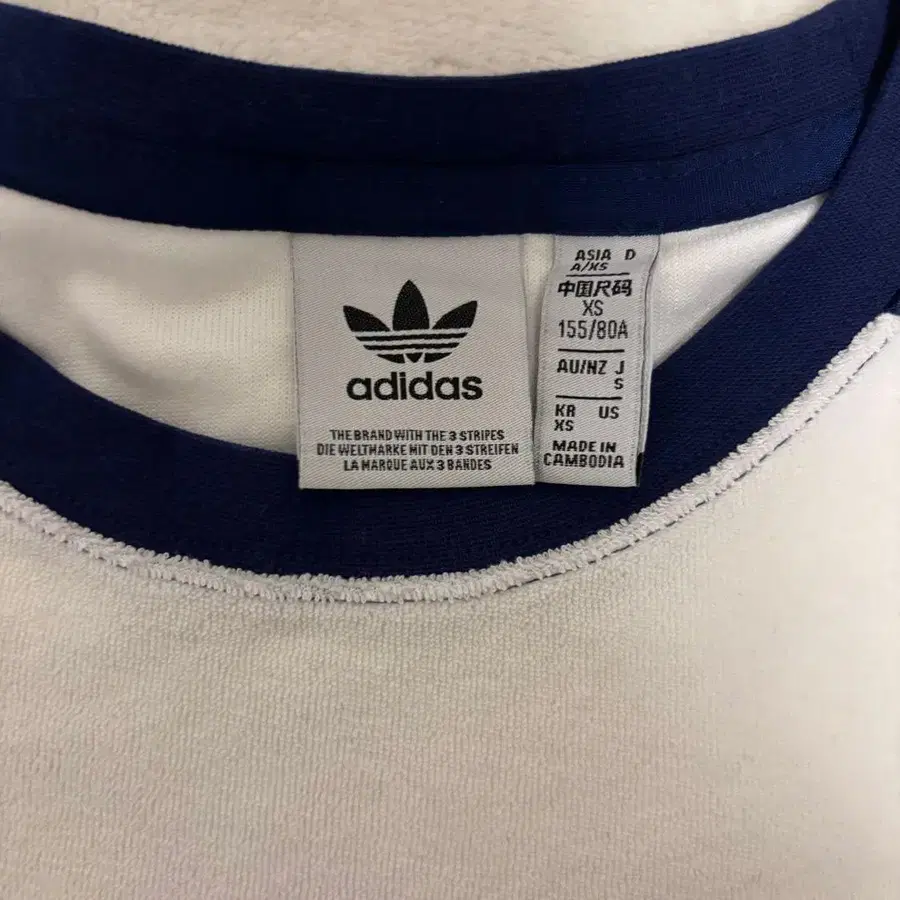 adidas
THE BRAND WITH THE 3 STRIPES
DIE WELTMARKE MIT DEN 3 STREIFEN
LA MARQUE AUX 3 BANDES
ASIA D
A/XS
中国尺码
XS
155/80A
AU/NZ J
S
KR US
XS
MADE IN
CAMBODIA